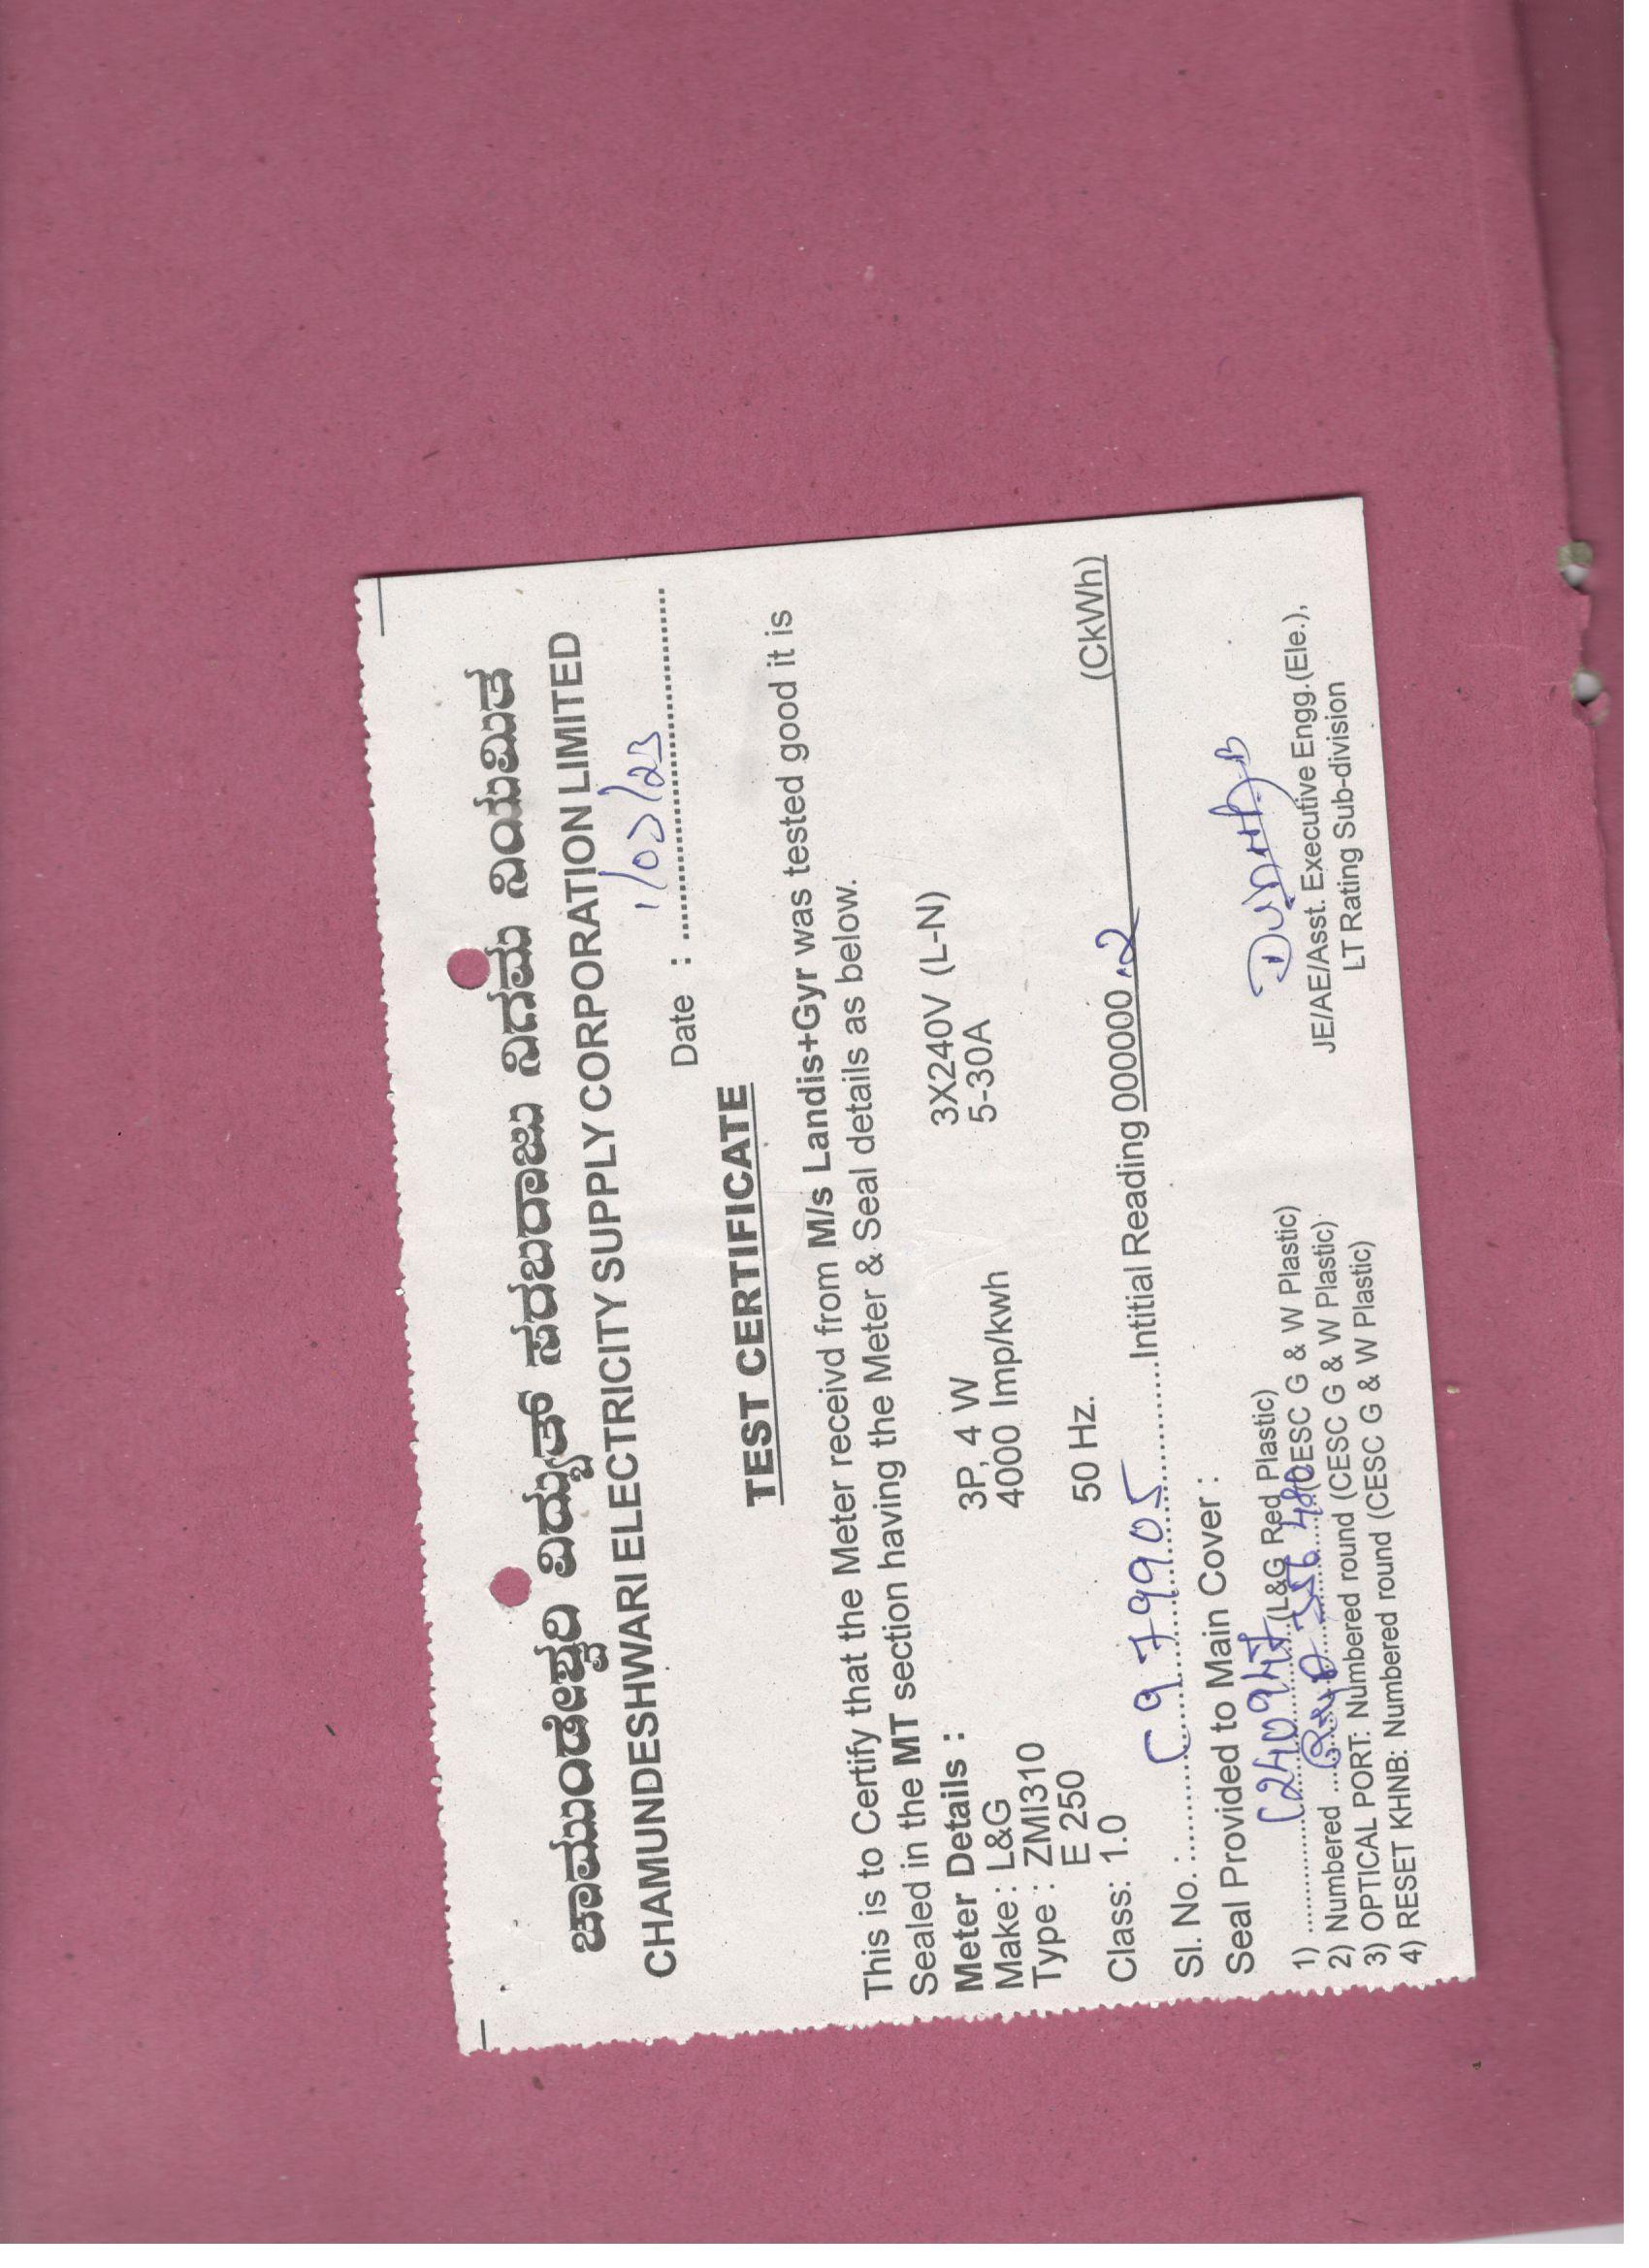 ಚಾಮುಂಡೇಶ್ವರಿ ವಿದ್ಯುತ್ ಸರಬರಾಜು ನಿಗಮ ನಿಯಮಿತ
CHAMUNDESHWARI ELECTRICITY SUPPLY CORPORATION LIMITED
Date : ....................
TEST CERTIFICATE
This is to Certify that the Meter receivd from M/s Landis+Gyr was tested good it is
Sealed in the MT section having the Meter & Seal details as below.
Meter Details :
Make : L&G 3P, 4 W 3X240V (L-N)
Type : ZMI310 4000 Imp/kwh 5-30A
E 250
Class: 1.0 50 Hz. (CkWh)
Sl. No. : C979905 Intitial Reading 000000.2
Seal Provided to Main Cover :
1) (L&G Red Plastic)
2) Numbered (CESC G & W Plastic)
3) OPTICAL PORT: Numbered round (CESC G & W Plastic)
4) RESET KHNB: Numbered round (CESC G & W Plastic)
JE/AE/Asst. Executive Engg.(Ele.),
LT Rating Sub-division